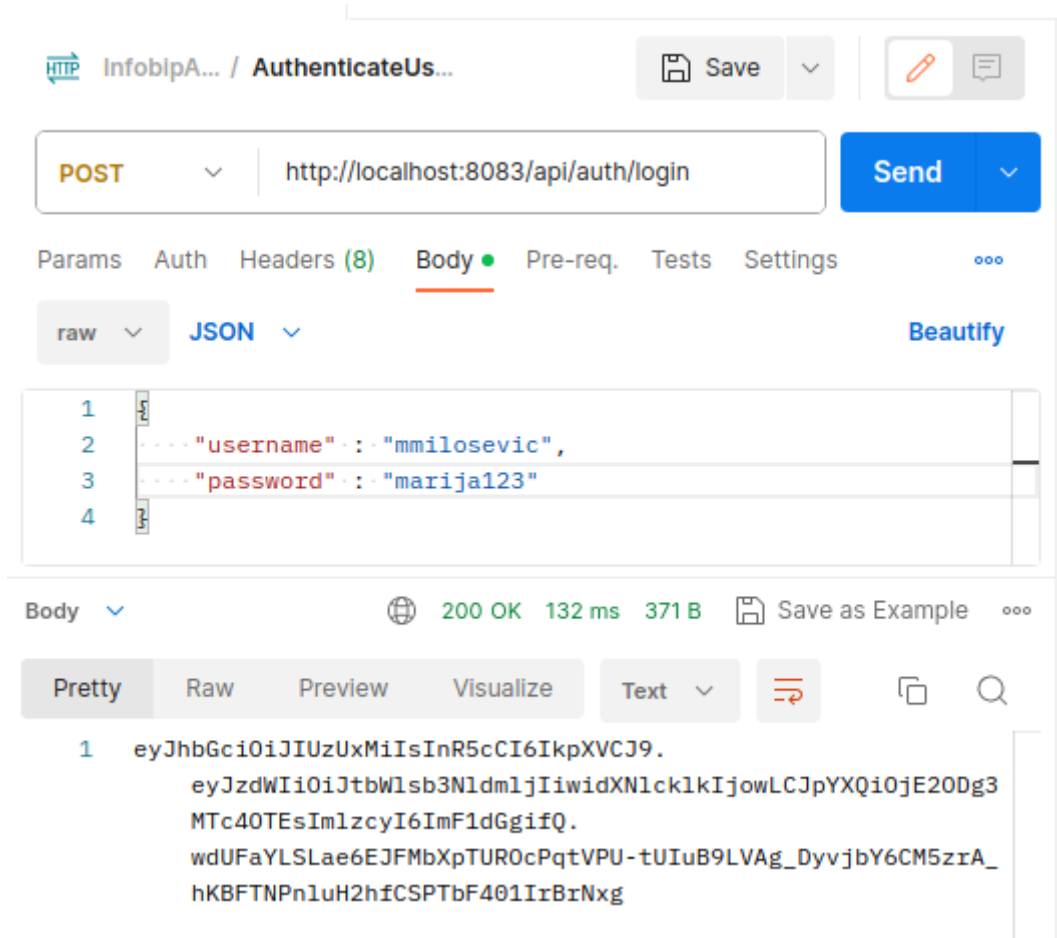 HTTP InfobipA... / AuthenticateUs... Save
POST http://localhost:8083/api/auth/login Send
Params Auth Headers (8) Body Pre-req. Tests Settings
raw JSON Beautify
1 {
2 "username" : "mmilosevic",
3 "password" : "marija123"
4 }
Body 200 OK 132 ms 371 B Save as Example
Pretty Raw Preview Visualize Text
1 eyJhbGciOiJIUzUxMiIsInR5cCI6IkpXVCJ9.
eyJzdWIiOiJtbWlsb3NldmljIiwidXNlcklkIjowLCJpYXQiOjE2ODg3
MTc4OTEsImlzcyI6ImF1dGgifQ.
wdUFaYLSLae6EJFMbXpTUROcPqtVPU-tUIuB9LVAg_DyvjbY6CM5zrA_
hKBFTNPnluH2hfCSPTbF401IrBrNxg